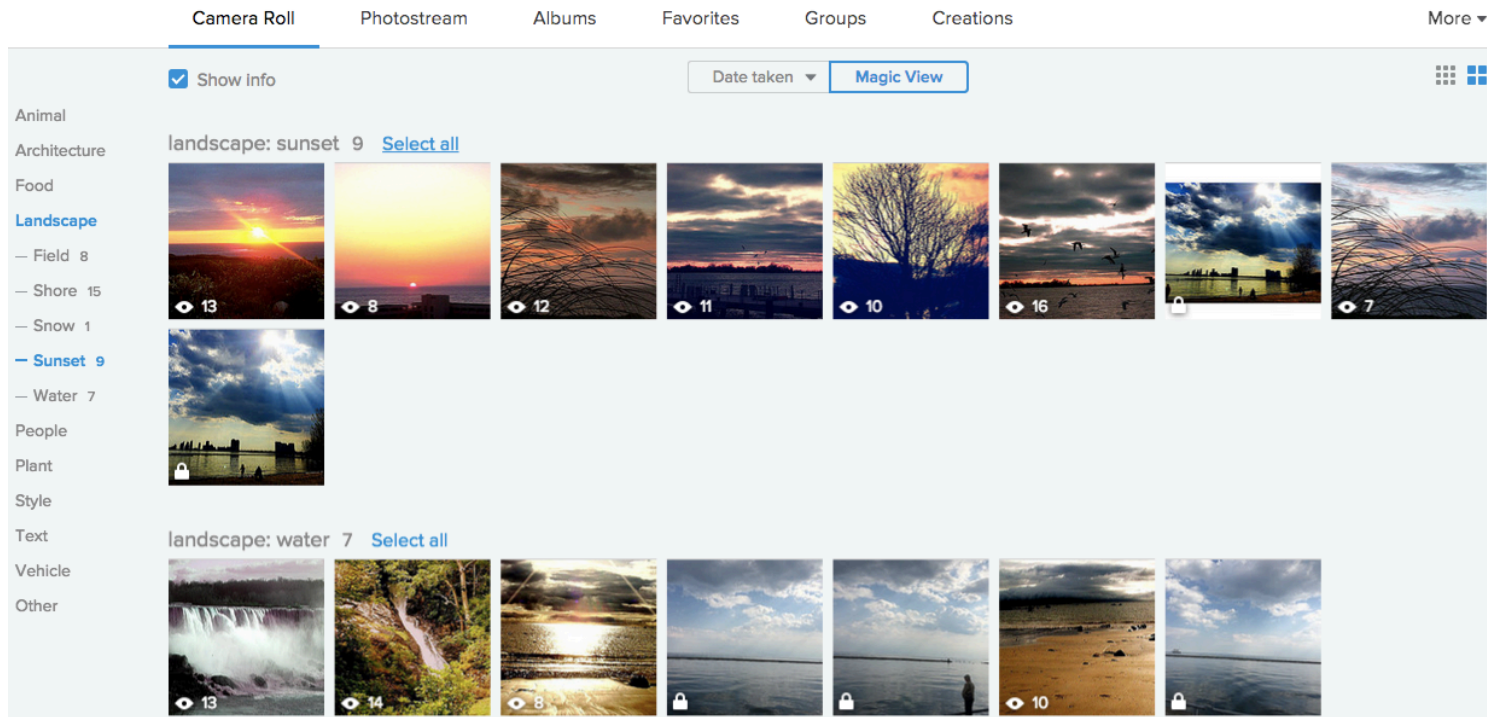 Camera Roll Photostream Albums Favorites Groups Creations More
Show info Date taken Magic View
Animal
Architecture
Food
Landscape
— Field 8
— Shore 15
— Snow 1
— Sunset 9
— Water 7
People
Plant
Style
Text
Vehicle
Other
landscape: sunset 9 Select all
13 8 12 11 10 16 7
landscape: water 7 Select all
13 14 8 10